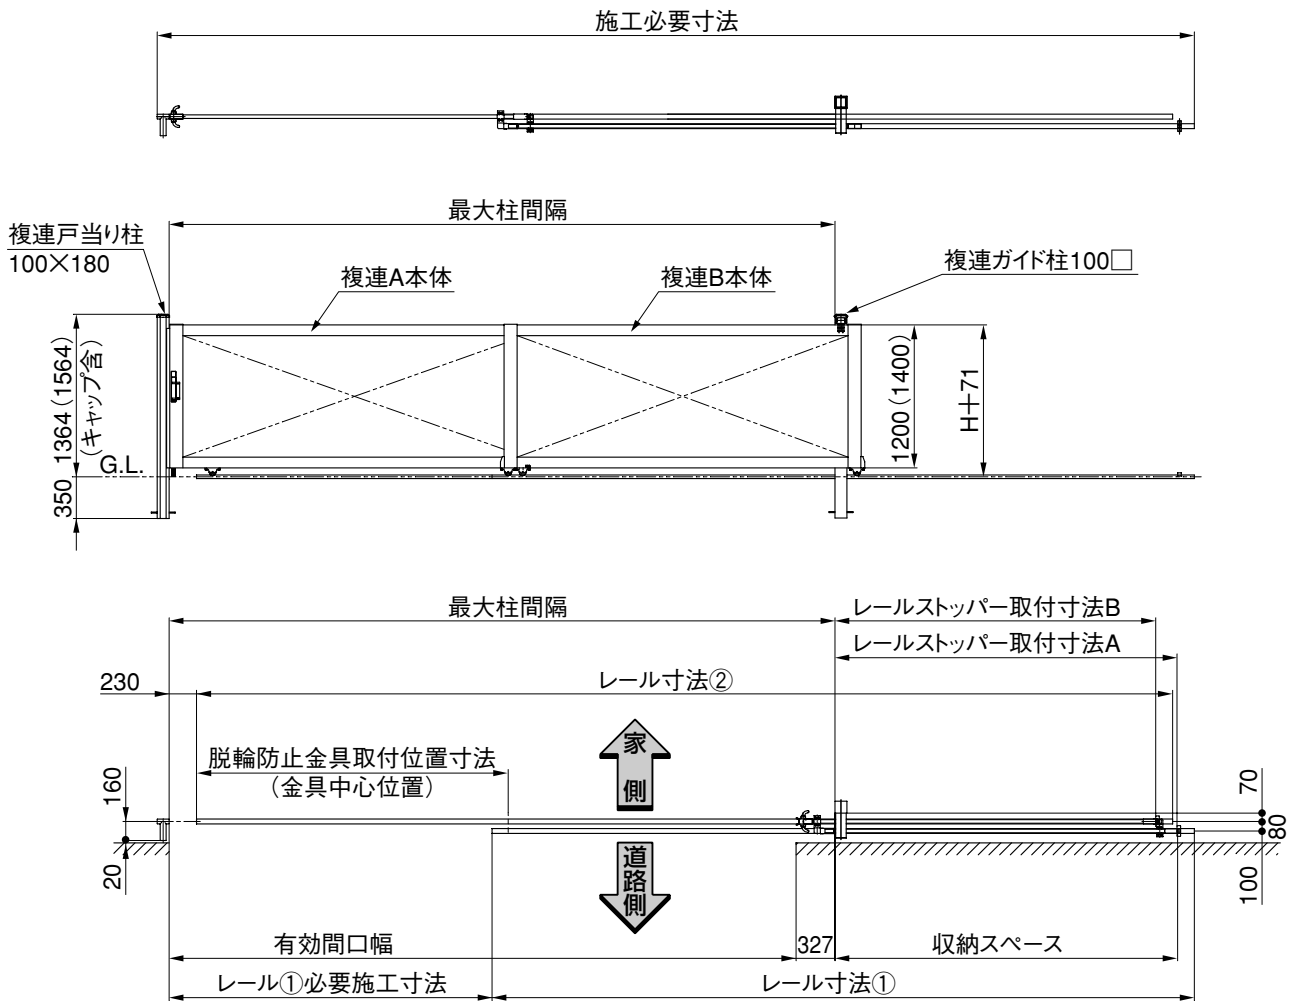 施工必要寸法
最大柱間隔
複連戸当り柱
100×180
複連A本体
複連B本体
複連ガイド柱100□
1364(1564)
(キャップ含)
1200(1400)
H+71
G.L.
350
最大柱間隔
レールストッパー取付寸法B
レールストッパー取付寸法A
230
レール寸法②
脱輪防止金具取付位置寸法
(金具中心位置)
家側
160
70
80
20
道路側
100
有効間口幅
327
収納スペース
レール①必要施工寸法
レール寸法①